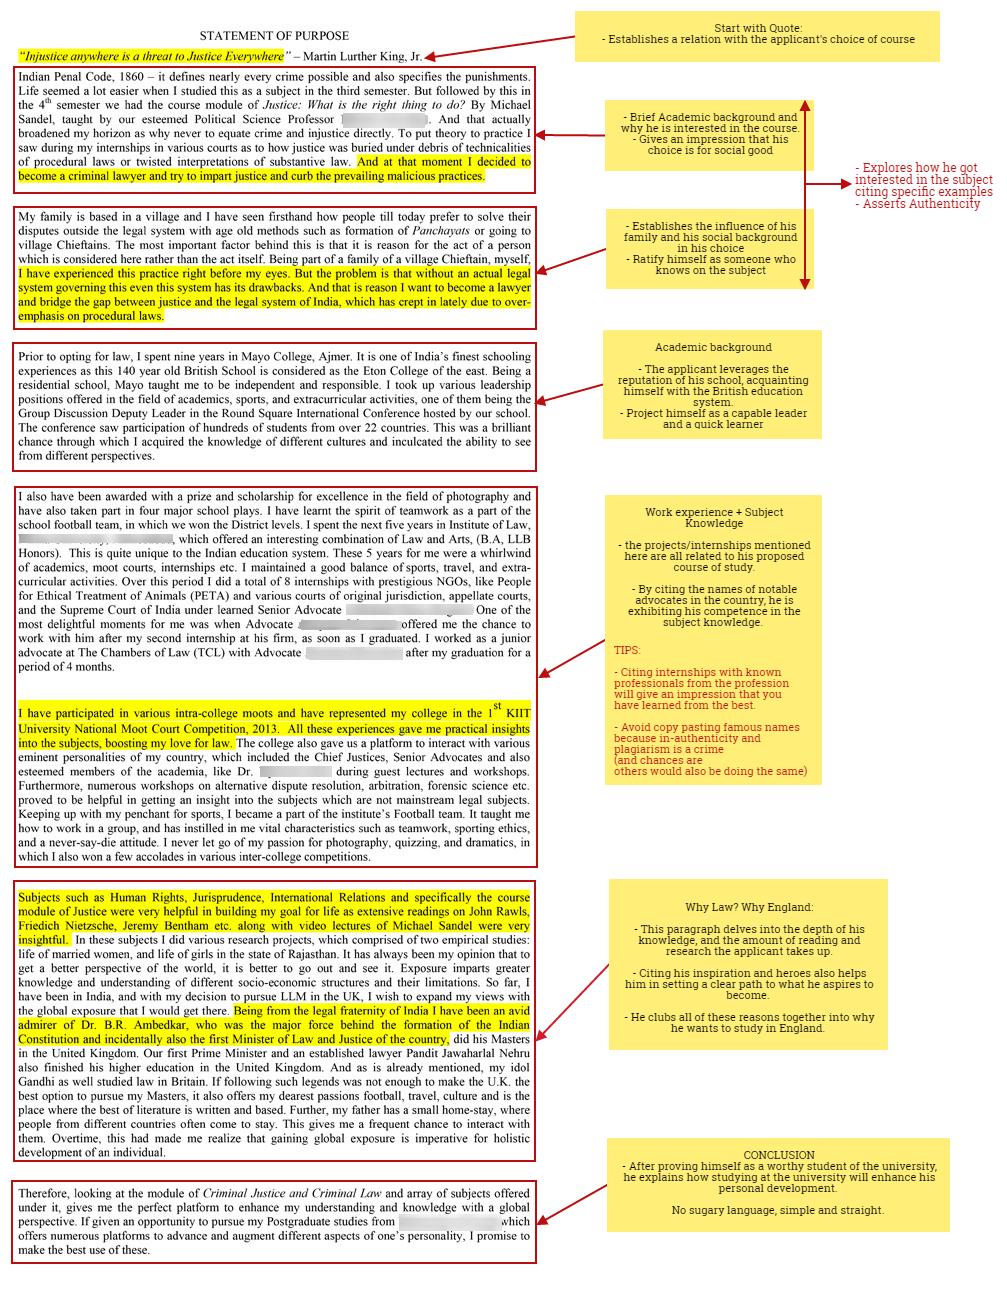 STATEMENT OF PURPOSE
“Injustice anywhere is a threat to Justice Everywhere” – Martin Luther King, Jr.
Indian Penal Code, 1860 – it defines nearly every crime possible and also specifies the punishments.
Life seemed a lot easier when I studied this as a subject in the third semester. But followed by this in
the 4th semester we had the course module of Justice: What is the right thing to do? By Michael
Sandel, taught by our esteemed Political Science Professor . And that actually
broadened my horizon as why never to equate crime and injustice directly. To put theory to practice I
saw during my internships in various courts as to how justice was buried under debris of technicalities
of procedural laws or twisted interpretations of substantive law. And at that moment I decided to
become a criminal lawyer and try to impart justice and curb the prevailing malicious practices.
My family is based in a village and I have seen firsthand how people till today prefer to solve their
disputes outside the legal system with age old methods such as formation of Panchayats or going to
village Chieftains. The most important factor behind this is that it is reason for the act of a person
which is considered here rather than the act itself. Being part of a family of a village Chieftain, myself,
I have experienced this practice right before my eyes. But the problem is that without an actual legal
system governing this even this system has its drawbacks. And that is reason I want to become a lawyer
and bridge the gap between justice and the legal system of India, which has crept in lately due to over-
emphasis on procedural laws.
Prior to opting for law, I spent nine years in Mayo College, Ajmer. It is one of India’s finest schooling
experiences as this 140 year old British School is considered as the Eton College of the east. Being a
residential school, Mayo taught me to be independent and responsible. I took up various leadership
positions offered in the field of academics, sports, and extracurricular activities, one of them being the
Group Discussion Deputy Leader in the Round Square International Conference hosted by our school.
The conference saw participation of hundreds of students from over 22 countries. This was a brilliant
chance through which I acquired the knowledge of different cultures and inculcated the ability to see
from different perspectives.
I also have been awarded with a prize and scholarship for excellence in the field of photography and
have also taken part in four major school plays. I have learnt the spirit of teamwork as a part of the
school football team, in which we won the District levels. I spent the next five years in Institute of Law,
, which offered an interesting combination of Law and Arts, (B.A, LLB
Honors). This is quite unique to the Indian education system. These 5 years for me were a whirlwind
of academics, moot courts, internships etc. I maintained a good balance of sports, travel, and extra-
curricular activities. Over this period I did a total of 8 internships with prestigious NGOs, like People
for Ethical Treatment of Animals (PETA) and various courts of original jurisdiction, appellate courts,
and the Supreme Court of India under learned Senior Advocate One of the
most delightful moments for me was when Advocate offered me the chance to
work with him after my second internship at his firm, as soon as I graduated. I worked as a junior
advocate at The Chambers of Law (TCL) with Advocate after my graduation for a
period of 4 months.
I have participated in various intra-college moots and have represented my college in the 1st KIIT
University National Moot Court Competition, 2013. All these experiences gave me practical insights
into the subjects, boosting my love for law. The college also gave us a platform to interact with various
eminent personalities of my country, which included the Chief Justices, Senior Advocates and also
esteemed members of the academia, like Dr. during guest lectures and workshops.
Furthermore, numerous workshops on alternative dispute resolution, arbitration, forensic science etc.
proved to be helpful in getting an insight into the subjects which are not mainstream legal subjects.
Keeping up with my penchant for sports, I became a part of the institute’s Football team. It taught me
how to work in a group, and has instilled in me vital characteristics such as teamwork, sporting ethics,
and a never-say-die attitude. I never let go of my passion for photography, quizzing, and dramatics, in
which I also won a few accolades in various inter-college competitions.
Subjects such as Human Rights, Jurisprudence, International Relations and specifically the course
module of Justice were very helpful in building my goal for life as extensive readings on John Rawls,
Friedich Nietzsche, Jeremy Bentham etc. along with video lectures of Michael Sandel were very
insightful. In these subjects I did various research projects, which comprised of two empirical studies:
life of married women, and life of girls in the state of Rajasthan. It has always been my opinion that to
get a better perspective of the world, it is better to go out and see it. Exposure imparts greater
knowledge and understanding of different socio-economic structures and their limitations. So far, I
have been in India, and with my decision to pursue LLM in the UK, I wish to expand my views with
the global exposure that I would get there. Being from the legal fraternity of India I have been an avid
admirer of Dr. B.R. Ambedkar, who was the major force behind the formation of the Indian
Constitution and incidentally also the first Minister of Law and Justice of the country, did his Masters
in the United Kingdom. Our first Prime Minister and an established lawyer Pandit Jawaharlal Nehru
also finished his higher education in the United Kingdom. And as is already mentioned, my idol
Gandhi as well studied law in Britain. If following such legends was not enough to make the U.K. the
best option to pursue my Masters, it also offers my dearest passions football, travel, culture and is the
place where the best of literature is written and based. Further, my father has a small home-stay, where
people from different countries often come to stay. This gives me a frequent chance to interact with
them. Overtime, this had made me realize that gaining global exposure is imperative for holistic
development of an individual.
Therefore, looking at the module of Criminal Justice and Criminal Law and array of subjects offered
under it, gives me the perfect platform to enhance my understanding and knowledge with a global
perspective. If given an opportunity to pursue my Postgraduate studies from which
offers numerous platforms to advance and augment different aspects of one’s personality, I promise to
make the best use of these.
Start with Quote:
- Establishes a relation with the applicant's choice of course
- Brief Academic background and
why he is interested in the course.
- Gives an impression that his
choice is for social good
- Explores how he got
interested in the subject
citing specific examples
- Asserts Authenticity
- Establishes the influence of his
family and his social background
in his choice
- Ratify himself as someone who
knows on the subject
Academic background
- The applicant leverages the
reputation of his school, acquainting
himself with the British education
system.
- Project himself as a capable leader
and a quick learner
Work experience + Subject
Knowledge
- the projects/internships mentioned
here are all related to his proposed
course of study.
- By citing the names of notable
advocates in the country, he is
exhibiting his competence in the
subject knowledge.
TIPS:
- Citing internships with known
professionals from the profession
will give an impression that you
have learned from the best.
- Avoid copy pasting famous names
because in-authenticity and
plagiarism is a crime
(and chances are
others would also be doing the same)
Why Law? Why England:
- This paragraph delves into the depth of his
knowledge, and the amount of reading and
research the applicant takes up.
- Citing his inspiration and heroes also helps
him in setting a clear path to what he aspires to
become.
- He clubs all of these reasons together into why
he wants to study in England.
CONCLUSION
- After proving himself as a worthy student of the university,
he explains how studying at the university will enhance his
personal development.
No sugary language, simple and straight.